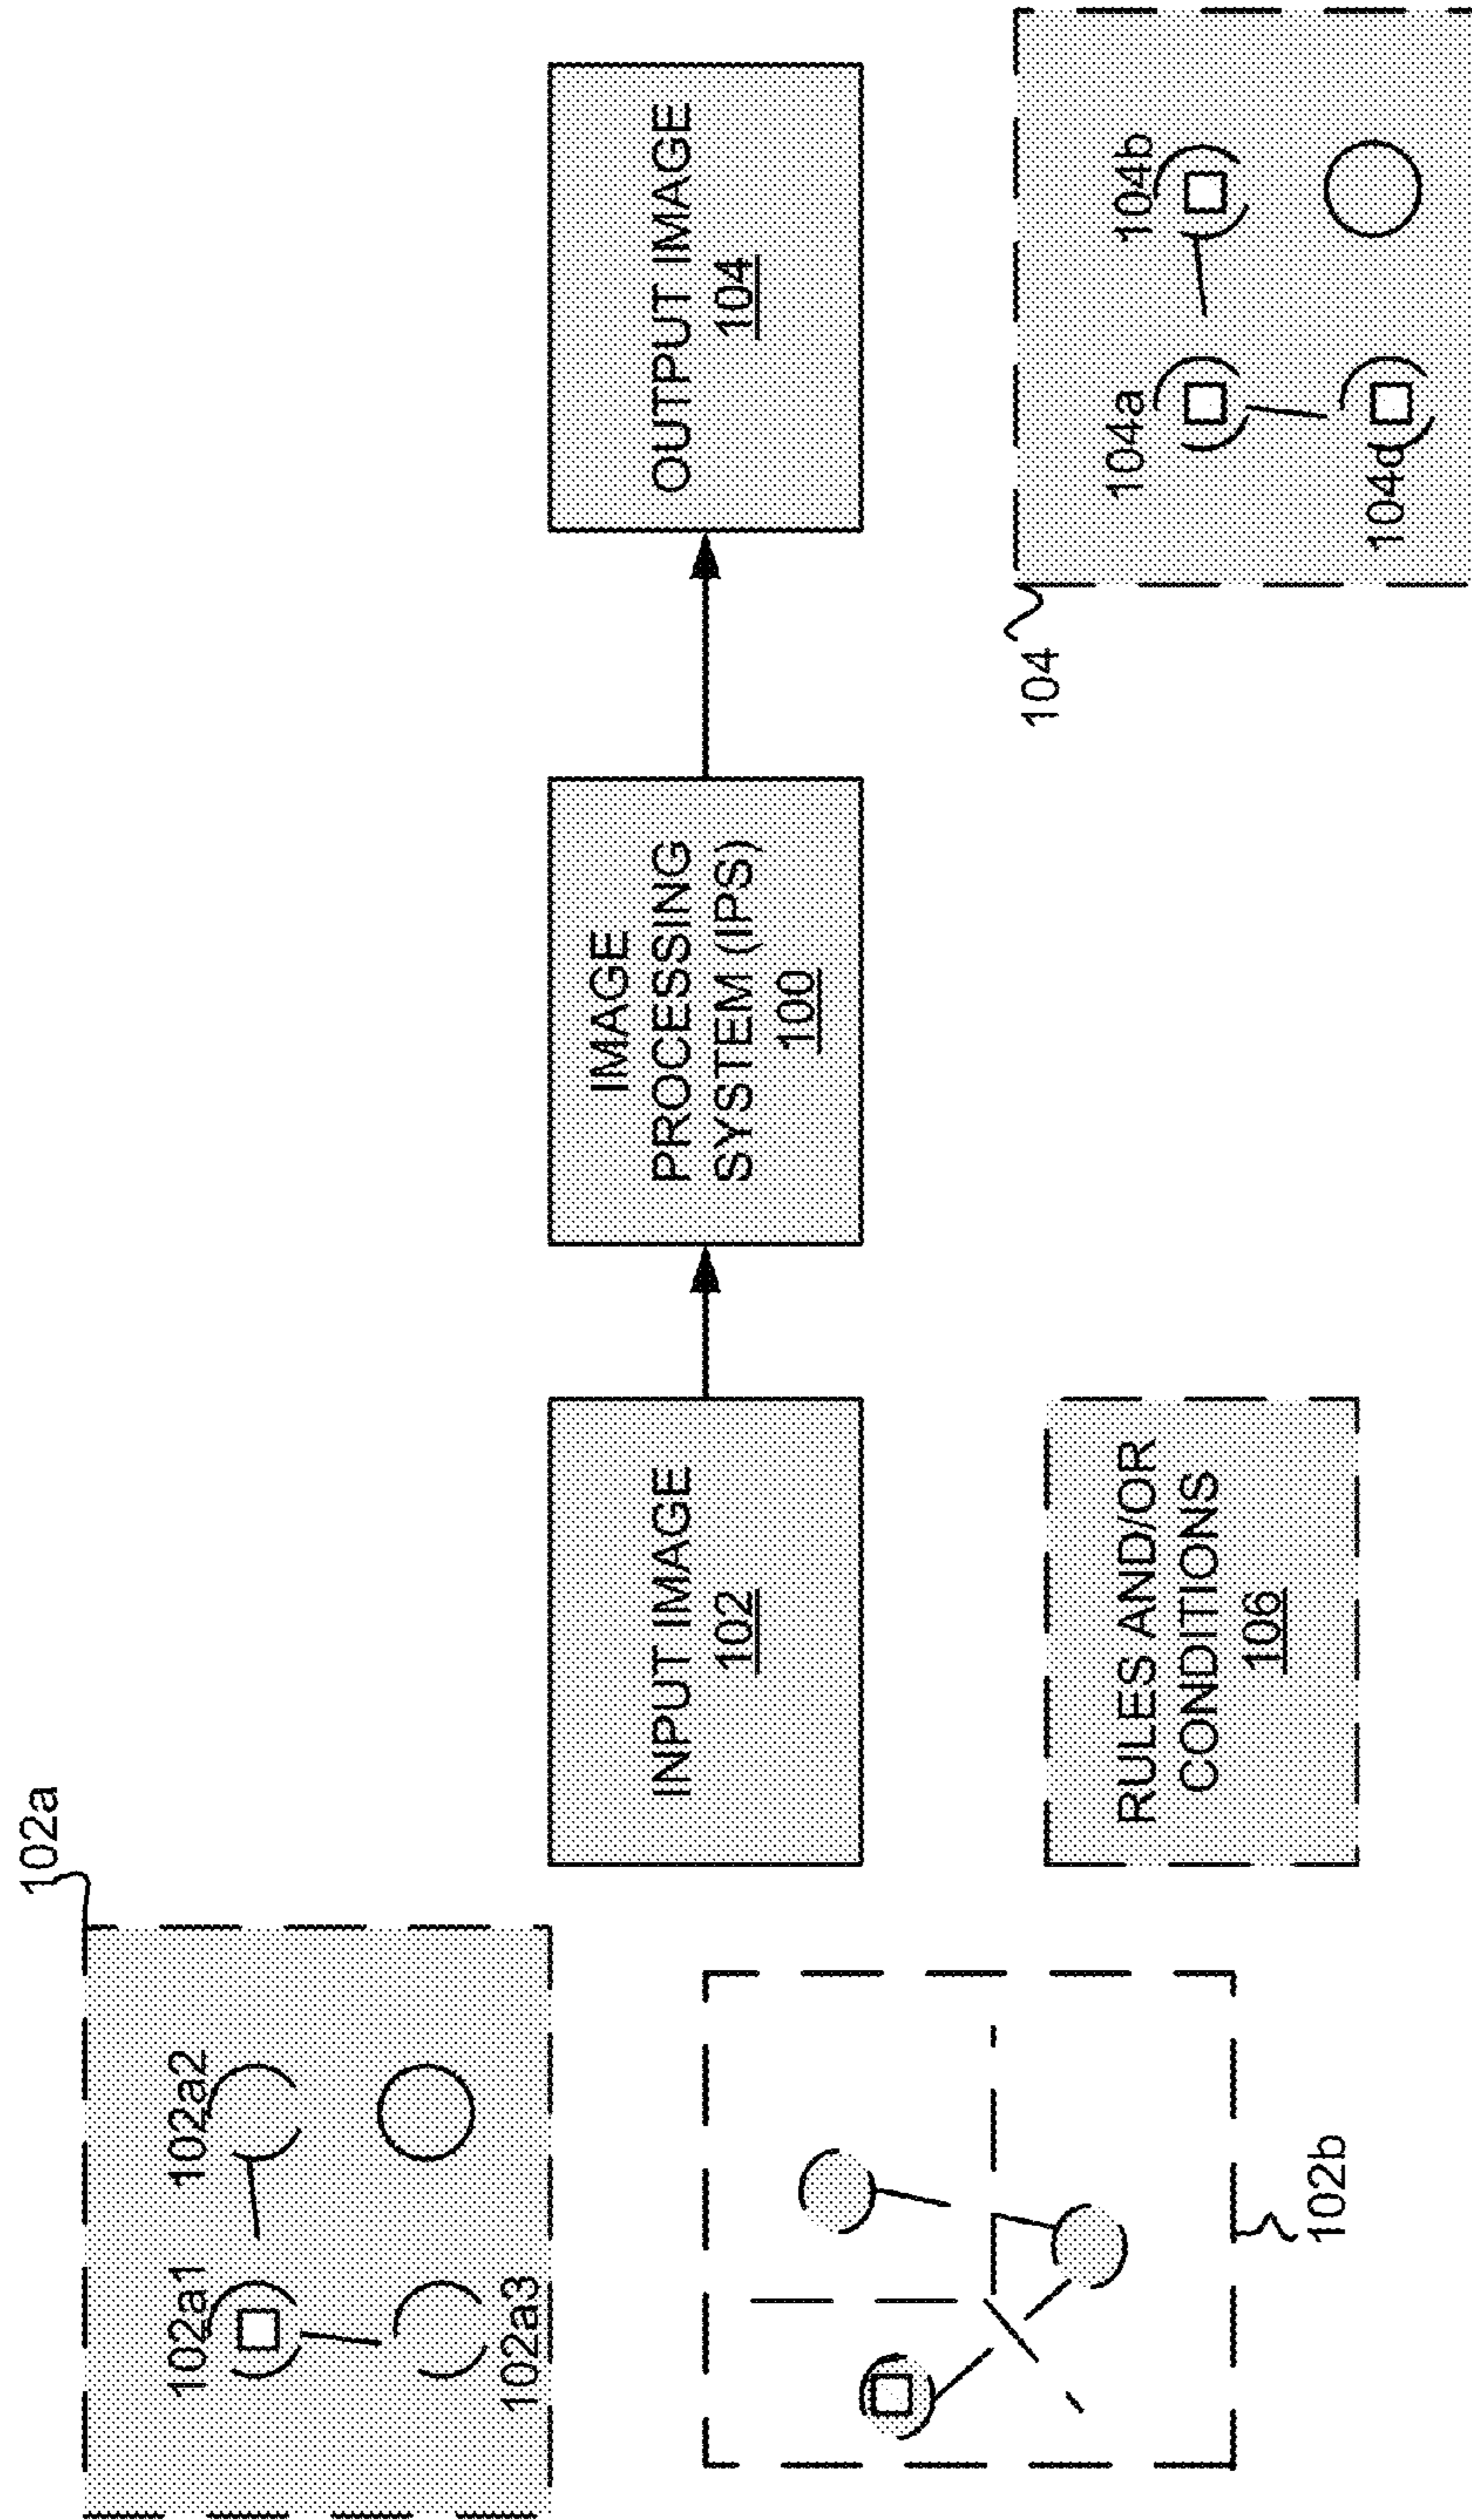 102a
102a1
102a2
102a3
102b
INPUT IMAGE
102
RULES AND/OR
CONDITIONS
106
IMAGE
PROCESSING
SYSTEM (IPS)
100
OUTPUT IMAGE
104
104
104a
104b
104d